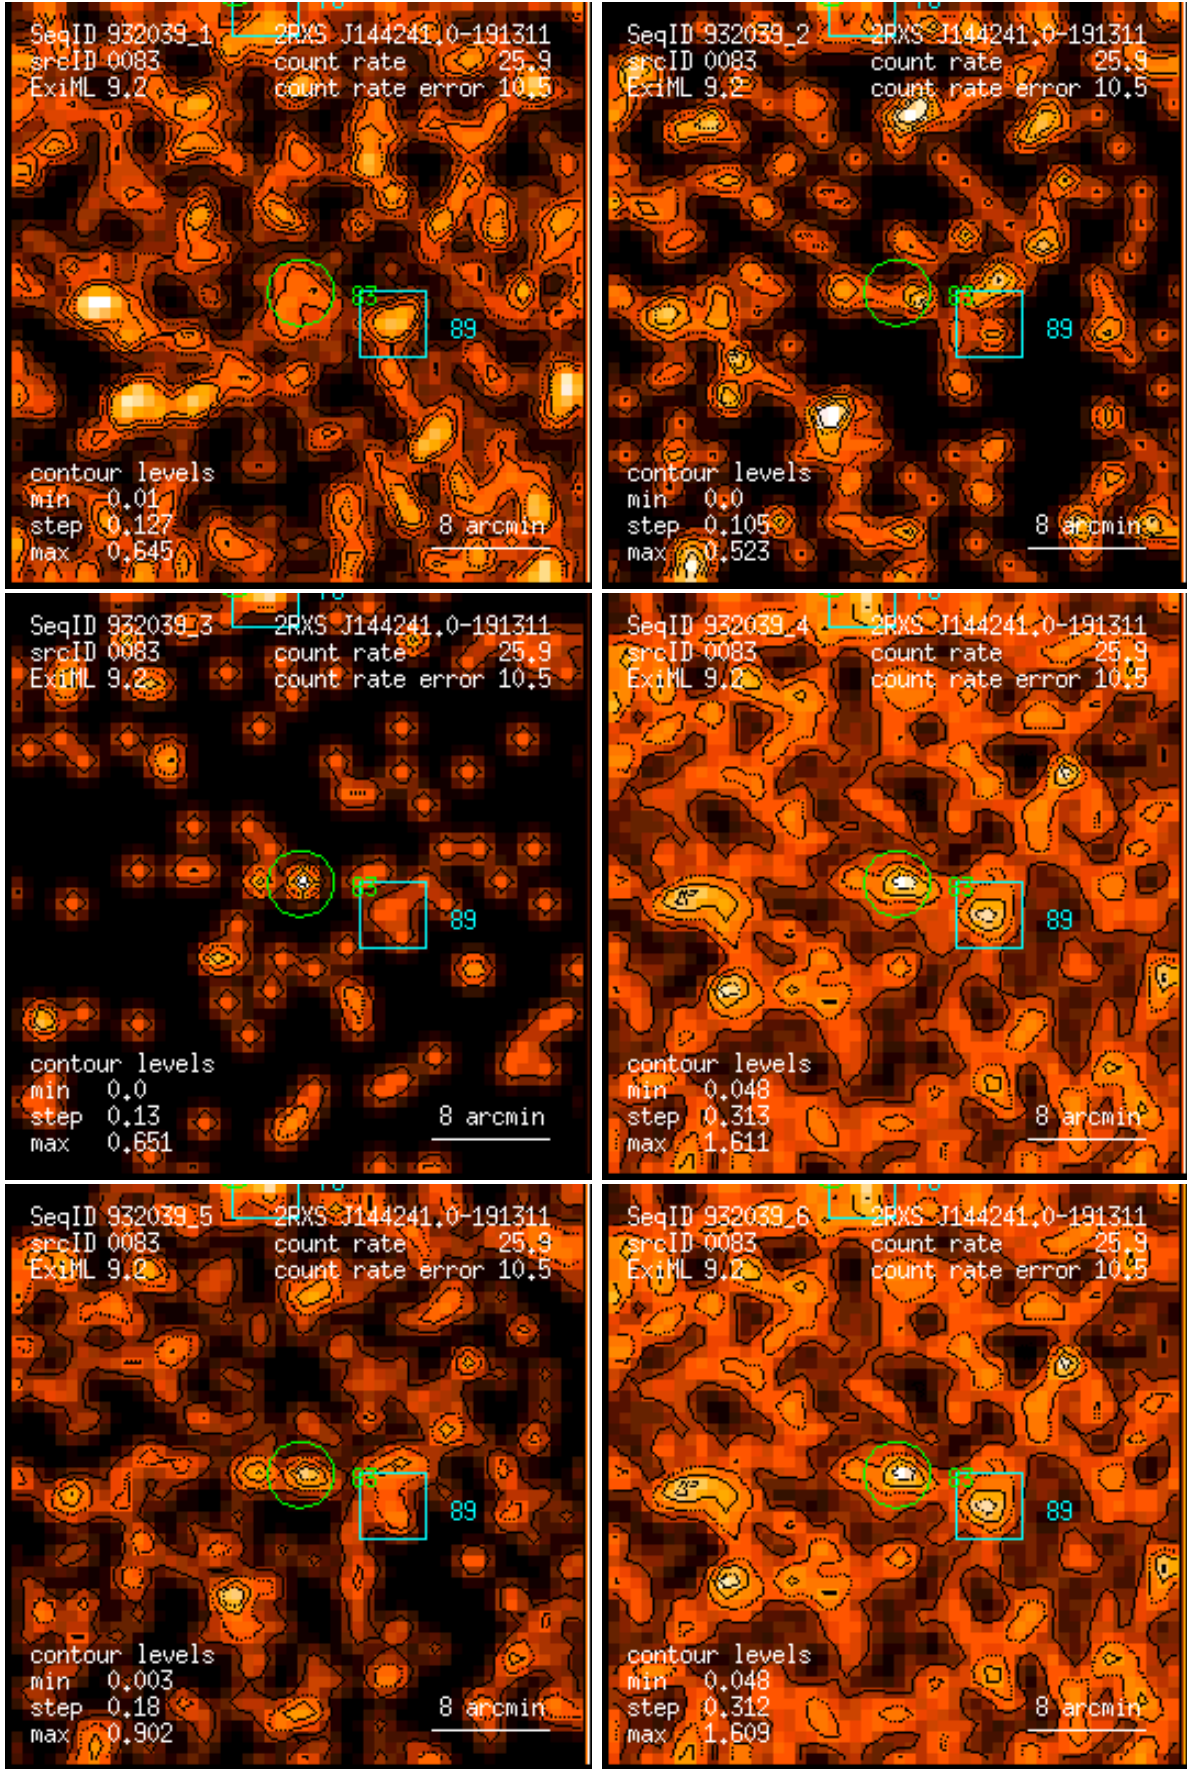 SeqID 932039_1 2RXS J144241.0-191311
srcID 0083 count rate 25.9
ExiML 9.2 count rate error 10.5
83
89
contour levels
min 0.01
step 0.127
max 0.645
8 arcmin
SeqID 932039_2 2RXS J144241.0-191311
srcID 0083 count rate 25.9
ExiML 9.2 count rate error 10.5
83
89
contour levels
min 0.0
step 0.105
max 0.523
8 arcmin
SeqID 932039_3 2RXS J144241.0-191311
srcID 0083 count rate 25.9
ExiML 9.2 count rate error 10.5
83
89
contour levels
min 0.0
step 0.13
max 0.651
8 arcmin
SeqID 932039_4 2RXS J144241.0-191311
srcID 0083 count rate 25.9
ExiML 9.2 count rate error 10.5
83
89
contour levels
min 0.048
step 0.313
max 1.611
8 arcmin
SeqID 932039_5 2RXS J144241.0-191311
srcID 0083 count rate 25.9
ExiML 9.2 count rate error 10.5
83
89
contour levels
min 0.003
step 0.18
max 0.902
8 arcmin
SeqID 932039_6 2RXS J144241.0-191311
srcID 0083 count rate 25.9
ExiML 9.2 count rate error 10.5
83
89
contour levels
min 0.048
step 0.312
max 1.609
8 arcmin